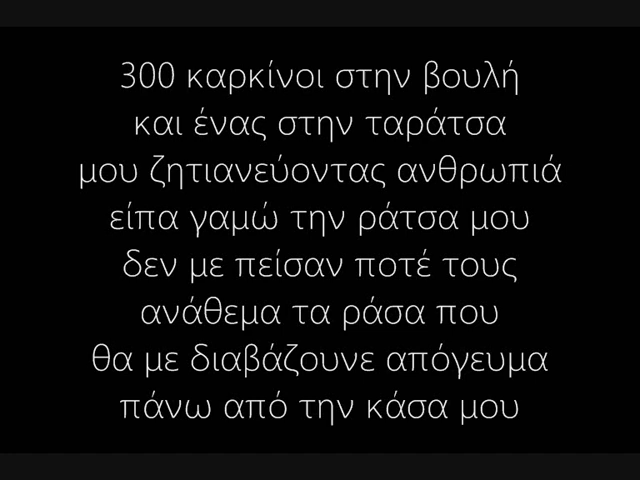 300 καρκίνοι στην βουλή
και ένας στην ταράτσα
μου ζητιανεύοντας ανθρωπιά
είπα γαμώ την ράτσα μου
δεν με πείσαν ποτέ τους
ανάθεμα τα ράσα που
θα με διαβάζουνε απόγευμα
πάνω από την κάσα μου